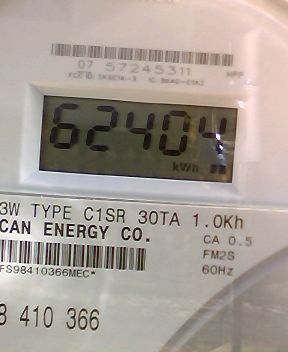 07 57245311
62404
kWh
3W TYPE C1SR 30TA 1.0Kh
CAN ENERGY CO. CA 0.5
FM2S
FS98410366MEC* 60Hz
8 410 366